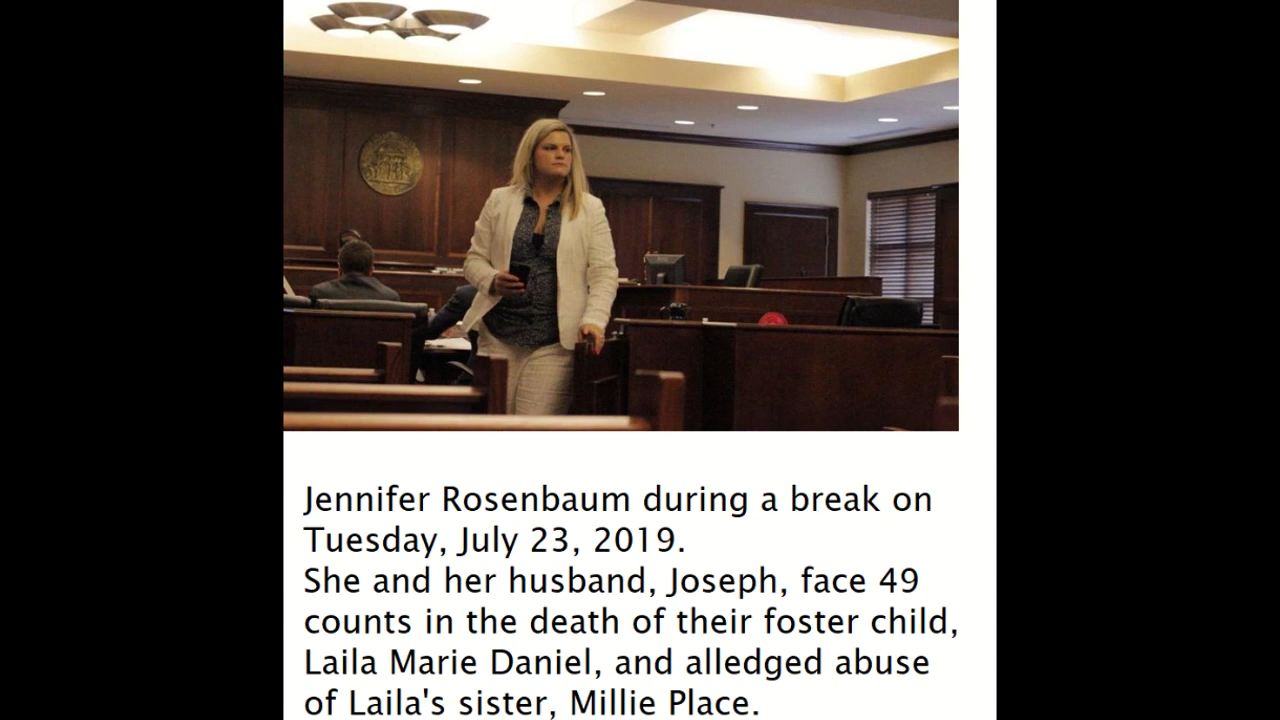 Jennifer Rosenbaum during a break on
Tuesday, July 23, 2019.
She and her husband, Joseph, face 49
counts in the death of their foster child,
Laila Marie Daniel, and alledged abuse
of Laila's sister, Millie Place.